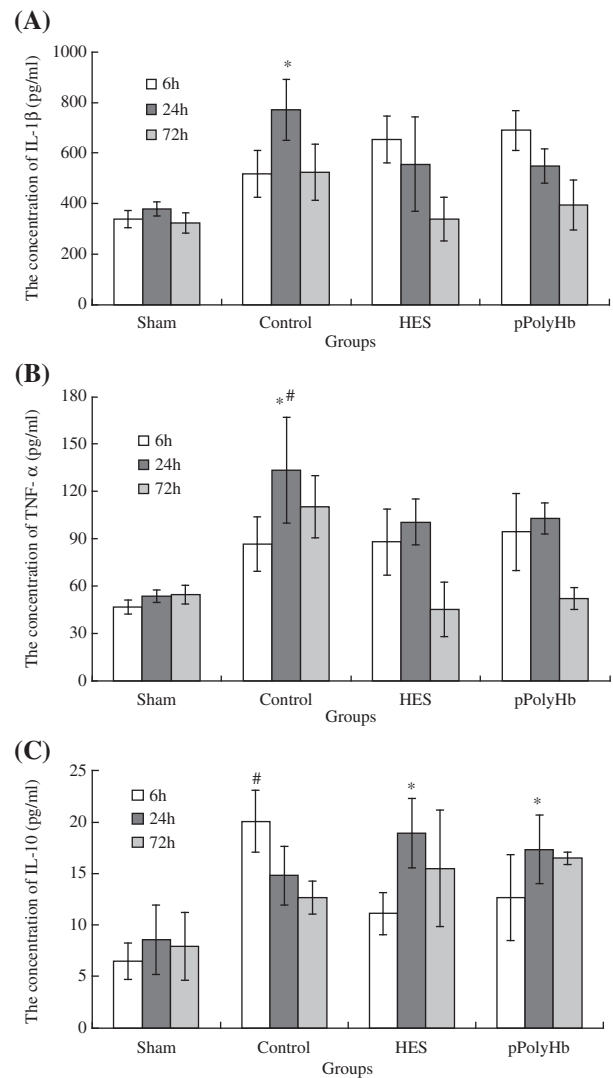 (A)
The concentration of IL-1β (pg/ml)
1000
800
600
400
200
0
6h
24h
72h
*
Sham Control HES pPolyHb
Groups
(B)
The concentration of TNF- α (pg/ml)
180
150
120
90
60
30
0
6h
24h
72h
*#
Sham Control HES pPolyHb
Groups
(C)
The concentration of IL-10 (pg/ml)
25
20
15
10
5
0
6h
24h
72h
#
*
*
Sham Control HES pPolyHb
Groups